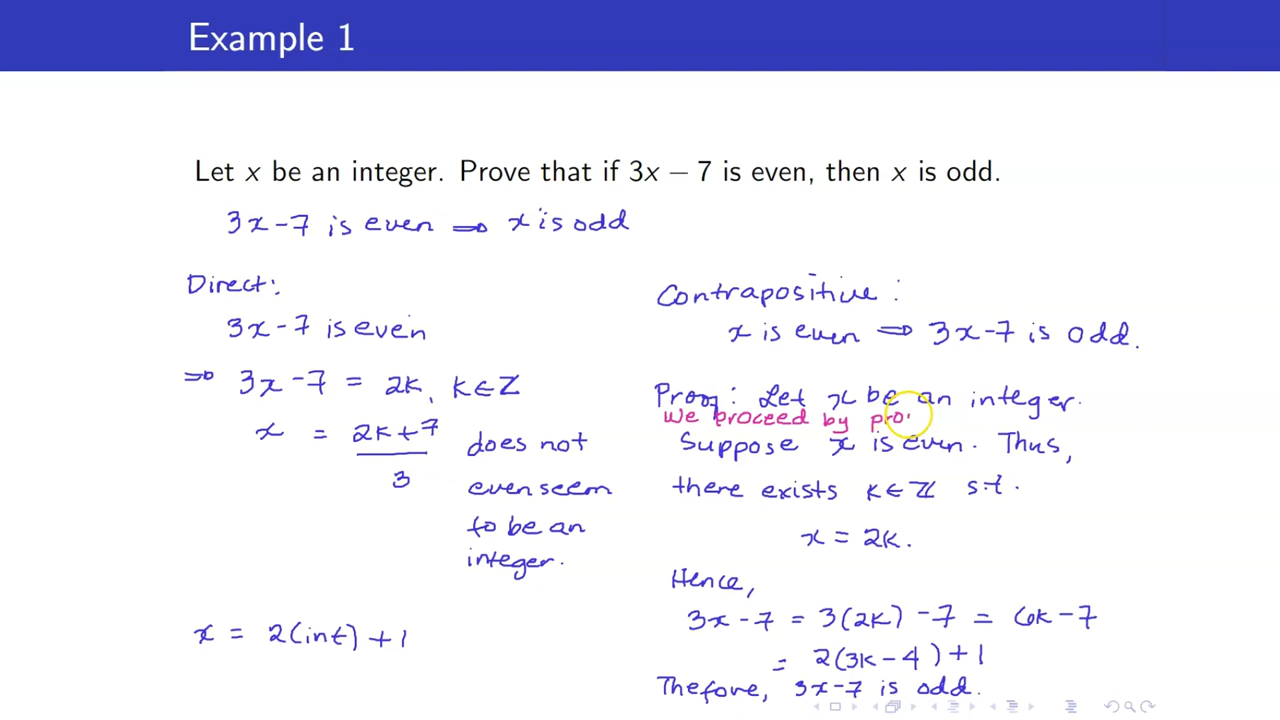 Example 1
Let x be an integer. Prove that if 3x − 7 is even, then x is odd.
3x-7 is even ⇒ x is odd
Direct:
3x-7 is even
⇒ 3x-7 = 2k, k∈Z
x = 2k+7
3
does not
even seem
to be an
integer.
x = 2(int) + 1
Contrapositive:
x is even ⇒ 3x-7 is odd.
Proof: Let x be an integer.
We proceed by pro
Suppose x is even. Thus,
there exists k∈Z s.t.
x = 2k.
Hence,
3x-7 = 3(2k) -7 = 6k-7
= 2(3k-4)+1
Thefore, 3x-7 is odd.